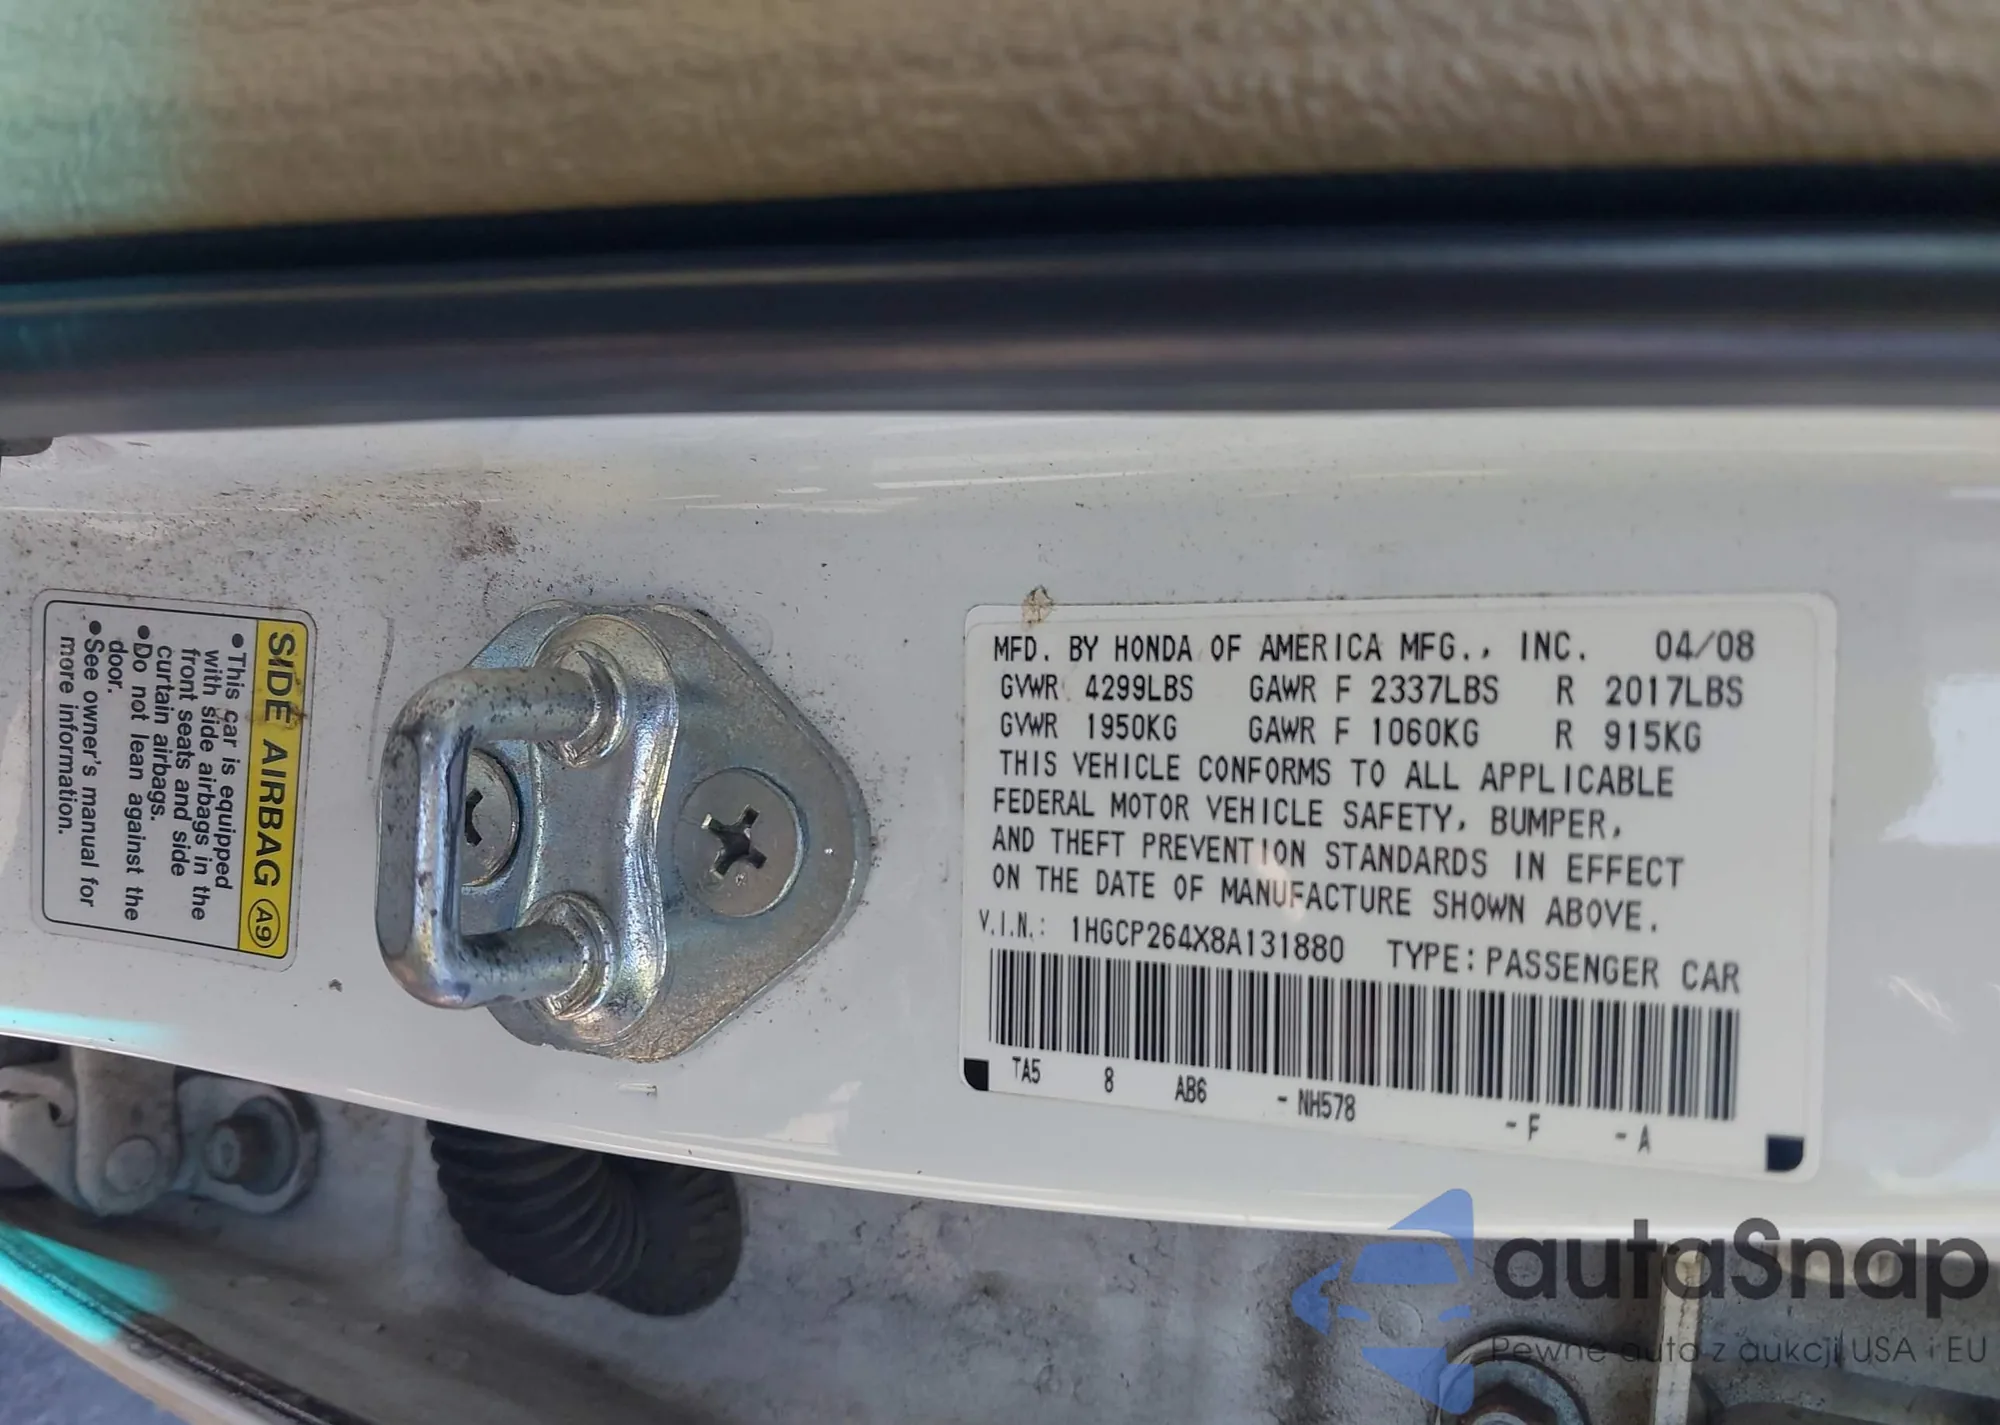 SIDE AIRBAG A9
•This car is equipped
with side airbags in the
front seats and side
curtain airbags.
•Do not lean against the
door.
•See owner's manual for
more information.
MFD. BY HONDA OF AMERICA MFG., INC. 04/08
GVWR 4299LBS GAWR F 2337LBS R 2017LBS
GVWR 1950KG GAWR F 1060KG R 915KG
THIS VEHICLE CONFORMS TO ALL APPLICABLE
FEDERAL MOTOR VEHICLE SAFETY, BUMPER,
AND THEFT PREVENTION STANDARDS IN EFFECT
ON THE DATE OF MANUFACTURE SHOWN ABOVE.
V.I.N.: 1HGCP264X8A131880 TYPE:PASSENGER CAR
TA5 8 AB6 -NH578 -F -A
autaSnap
Pewne auto z aukcji USA i EU